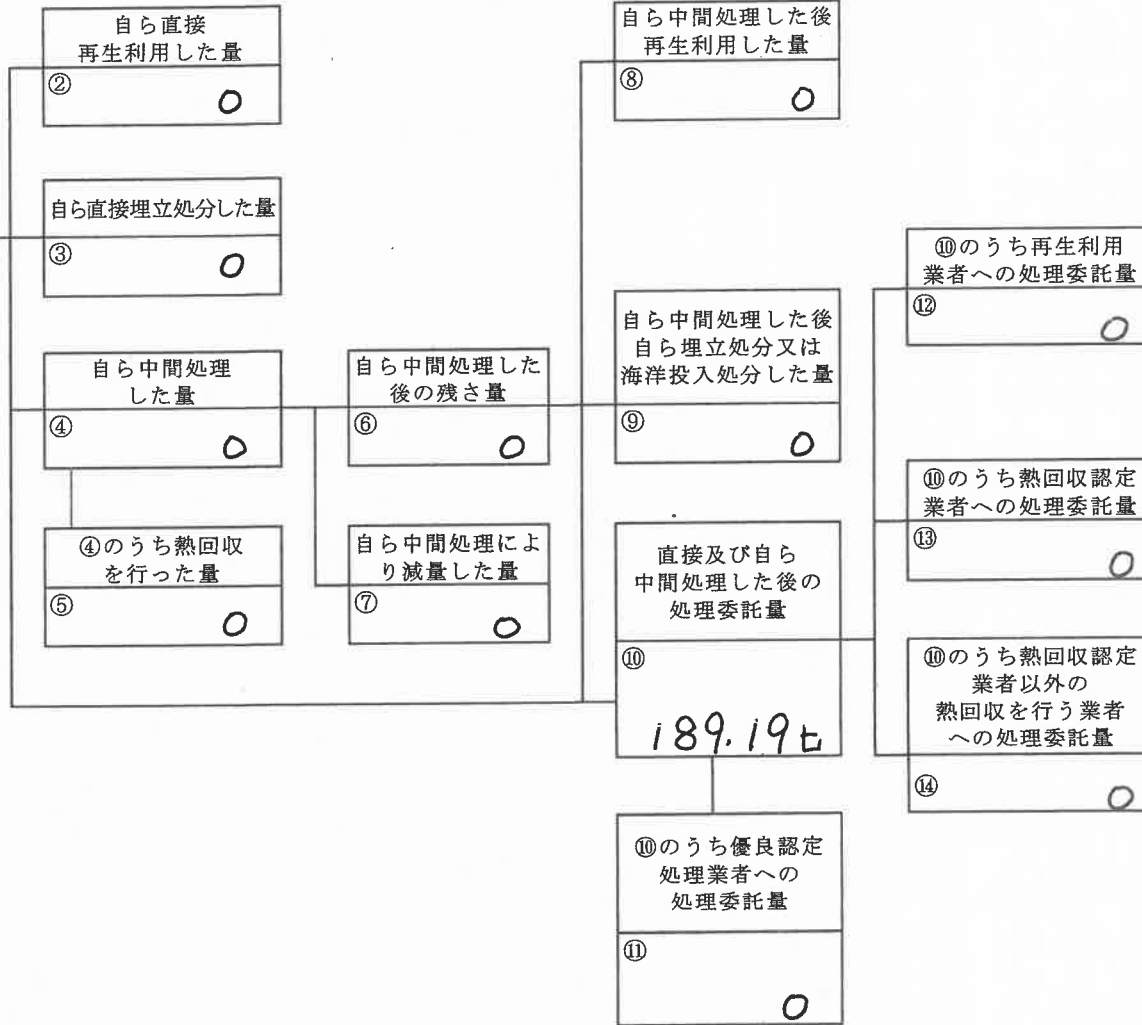 自ら直接
再生利用した量
②
0
自ら直接埋立処分した量
③
0
自ら中間処理
した量
④
0
④のうち熱回収
を行った量
⑤
0
自ら中間処理した
後の残さ量
⑥
0
自ら中間処理によ
り減量した量
⑦
0
自ら中間処理した後
再生利用した量
⑧
0
自ら中間処理した後
自ら埋立処分又は
海洋投入処分した量
⑨
0
直接及び自ら
中間処理した後の
処理委託量
⑩
189.19t
⑩のうち優良認定
処理業者への
処理委託量
⑪
0
⑩のうち再生利用
業者への処理委託量
⑫
0
⑩のうち熱回収認定
業者への処理委託量
⑬
0
⑩のうち熱回収認定
業者以外の
熱回収を行う業者
への処理委託量
⑭
0